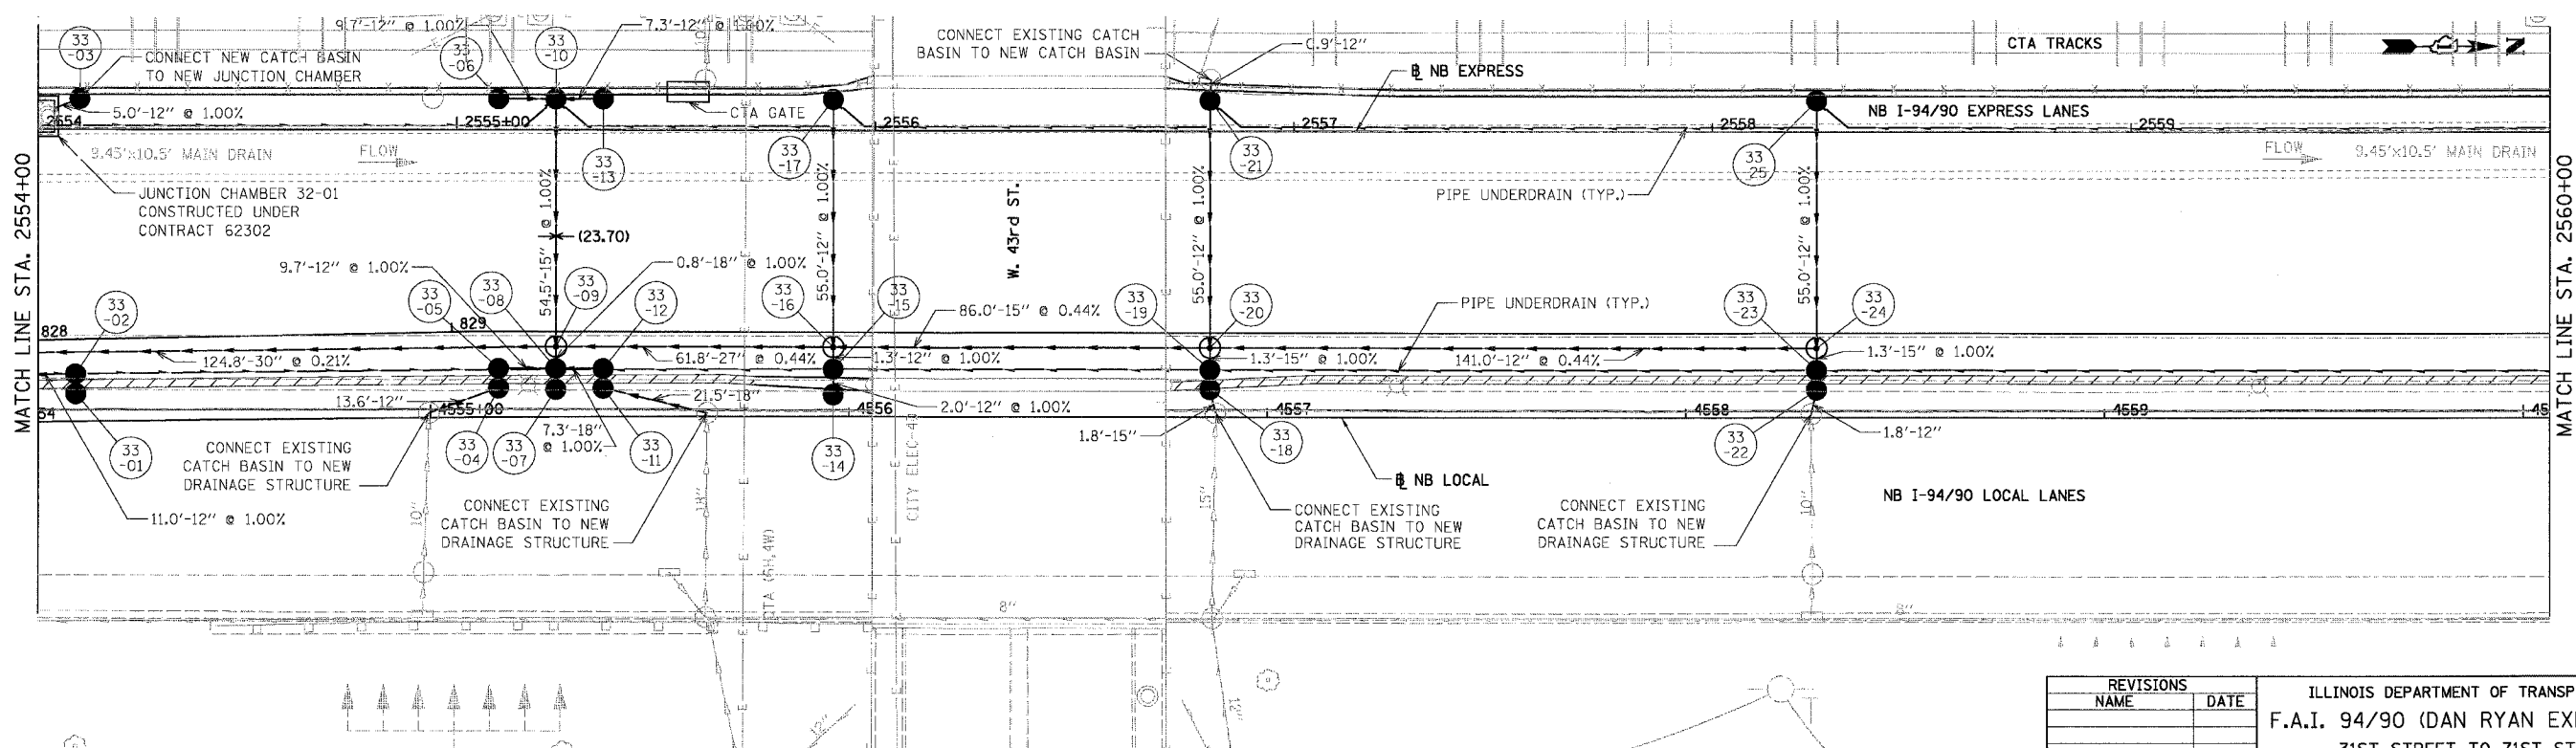 9.7'-12" @ 1.00%
7.3'-12" @ 1.00%
33
-03
CONNECT NEW CATCH BASIN
TO NEW JUNCTION CHAMBER
33
-06
33
-10
CONNECT EXISTING CATCH
BASIN TO NEW CATCH BASIN
0.9'-12"
℄ NB EXPRESS
CTA TRACKS
N
5.0'-12" @ 1.00%
CTA GATE
NB I-94/90 EXPRESS LANES
2554
2555+00
2556
2557
2558
2559
9.45'x10.5' MAIN DRAIN
FLOW
33
-13
33
-17
33
-21
33
-25
FLOW
9.45'x10.5' MAIN DRAIN
JUNCTION CHAMBER 32-01
CONSTRUCTED UNDER
CONTRACT 62302
PIPE UNDERDRAIN (TYP.)
MATCH LINE STA. 2554+00
MATCH LINE STA. 2560+00
54.5'-15" @ 1.00%
(23.70)
55.0'-12" @ 1.00%
W. 43rd ST.
55.0'-12" @ 1.00%
55.0'-12" @ 1.00%
9.7'-12" @ 1.00%
0.8'-18" @ 1.00%
33
-02
33
-05
33
-08
33
-09
33
-12
33
-16
33
-15
86.0'-15" @ 0.44%
33
-19
33
-20
PIPE UNDERDRAIN (TYP.)
33
-23
33
-24
828
829
124.8'-30" @ 0.21%
61.8'-27" @ 0.44%
1.3'-12" @ 1.00%
1.3'-15" @ 1.00%
141.0'-12" @ 0.44%
1.3'-15" @ 1.00%
13.6'-12"
21.5'-18"
2.0'-12" @ 1.00%
54
4555+00
4556
4557
4558
4559
45
33
-01
33
-04
33
-07
7.3'-18"
@ 1.00%
33
-11
33
-14
1.8'-15"
33
-18
33
-22
1.8'-12"
CONNECT EXISTING
CATCH BASIN TO NEW
DRAINAGE STRUCTURE
11.0'-12" @ 1.00%
CONNECT EXISTING
CATCH BASIN TO NEW
DRAINAGE STRUCTURE
10"
18"
CITY ELEC-4D
℄ NB LOCAL
15"
CONNECT EXISTING
CATCH BASIN TO NEW
DRAINAGE STRUCTURE
CONNECT EXISTING
CATCH BASIN TO NEW
DRAINAGE STRUCTURE
10"
NB I-94/90 LOCAL LANES
8"
8"
12"
12"
REVISIONS
NAME DATE
ILLINOIS DEPARTMENT OF TRANSP
F.A.I. 94/90 (DAN RYAN EX
31ST STREET TO 71ST ST